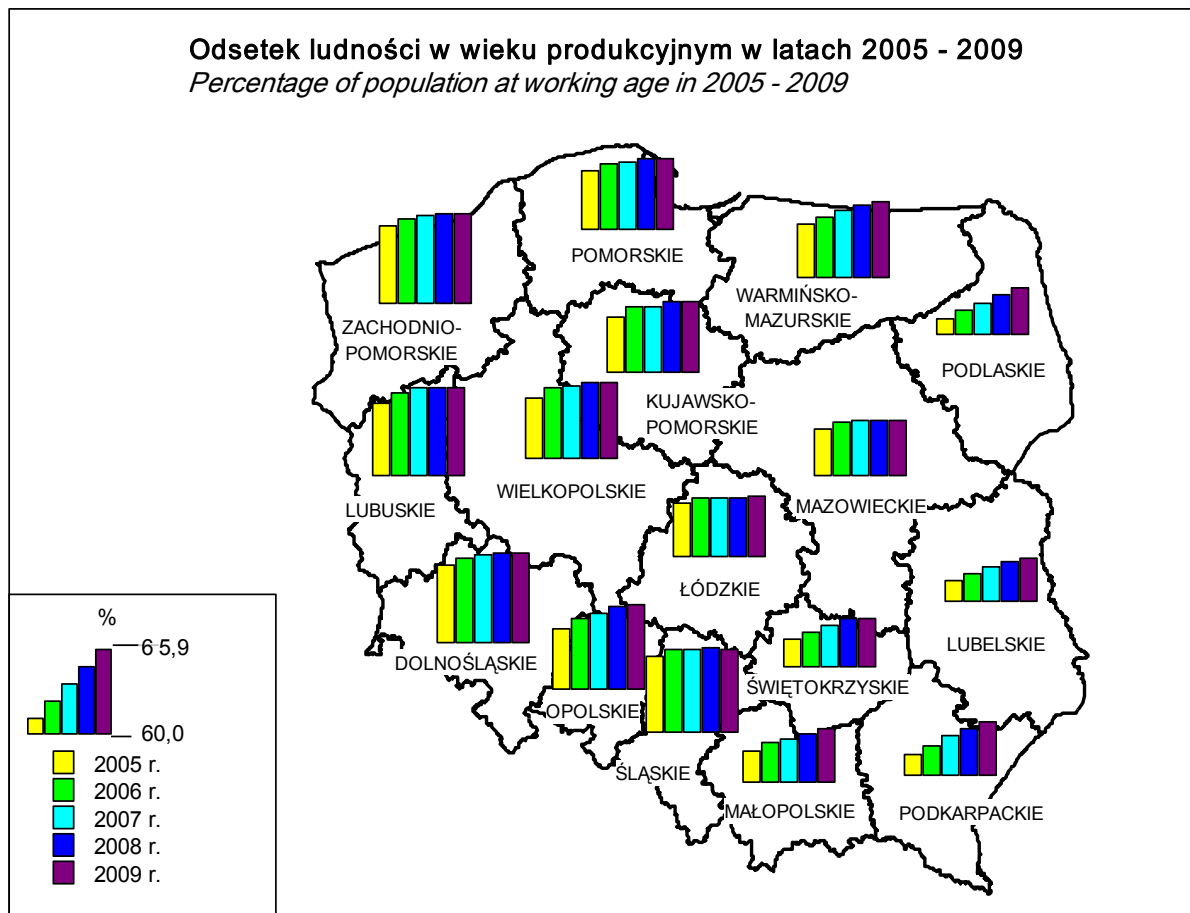 Odsetek ludności w wieku produkcyjnym w latach 2005 - 2009
Percentage of population at working age in 2005 - 2009
POMORSKIE
WARMIŃSKO-
MAZURSKIE
ZACHODNIO-
POMORSKIE
PODLASKIE
KUJAWSKO-
POMORSKIE
WIELKOPOLSKIE
MAZOWIECKIE
LUBUSKIE
ŁÓDZKIE
LUBELSKIE
DOLNOŚLĄSKIE
ŚWIĘTOKRZYSKIE
OPOLSKIE
ŚLĄSKIE
MAŁOPOLSKIE
PODKARPACKIE
%
6 5,9
60,0
2005 r.
2006 r.
2007 r.
2008 r.
2009 r.